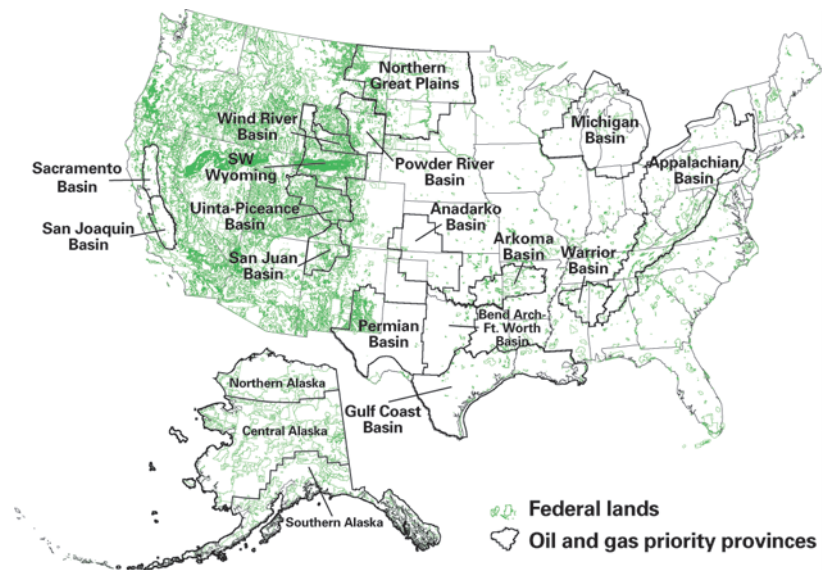 Northern
Great Plains
Wind River
Basin
Michigan
Basin
SW
Wyoming
Powder River
Basin
Appalachian
Basin
Sacramento
Basin
Uinta-Piceance
Basin
Anadarko
Basin
San Joaquin
Basin
Arkoma
Basin
Warrior
Basin
San Juan
Basin
Bend Arch-
Ft. Worth
Basin
Permian
Basin
Northern Alaska
Gulf Coast
Basin
Central Alaska
Southern Alaska
Federal lands
Oil and gas priority provinces